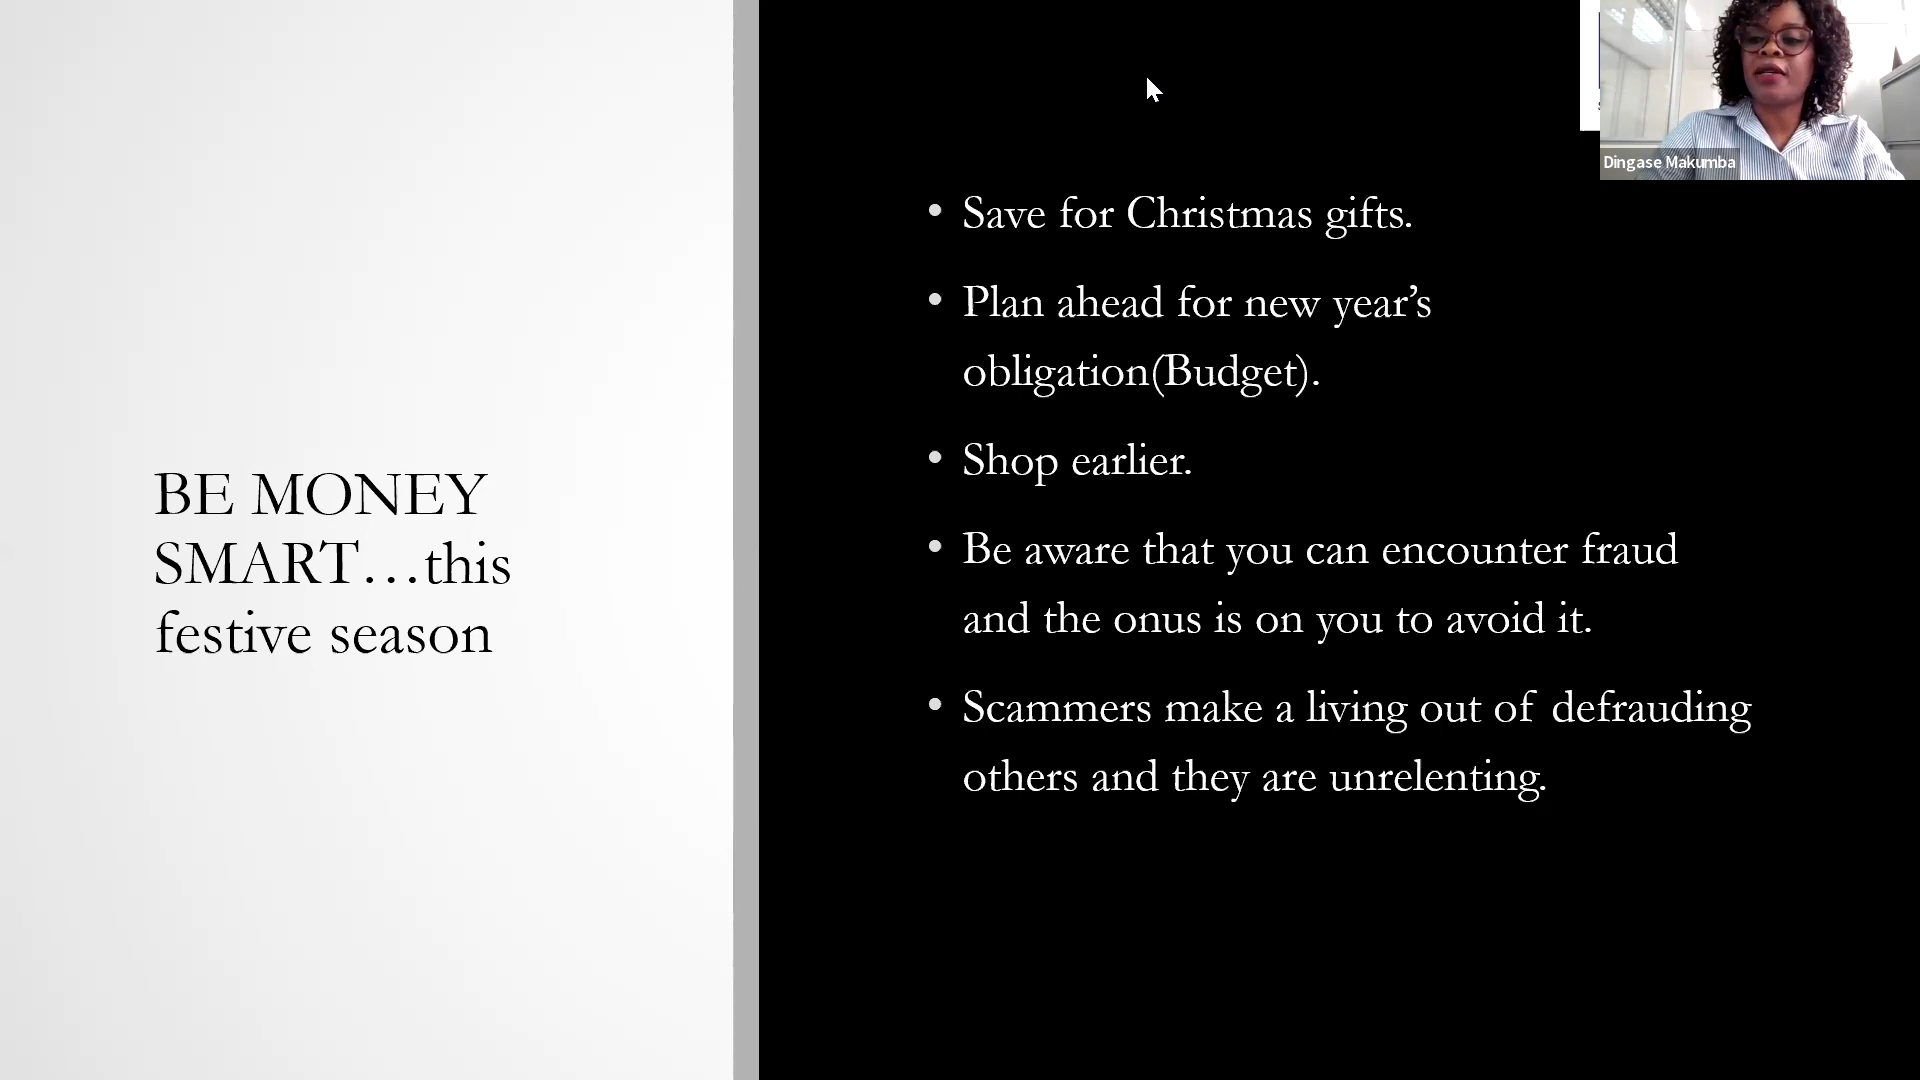 BE MONEY
SMART…this
festive season
• Save for Christmas gifts.
• Plan ahead for new year’s
obligation(Budget).
• Shop earlier.
• Be aware that you can encounter fraud
and the onus is on you to avoid it.
• Scammers make a living out of defrauding
others and they are unrelenting.
Dingase Makumba